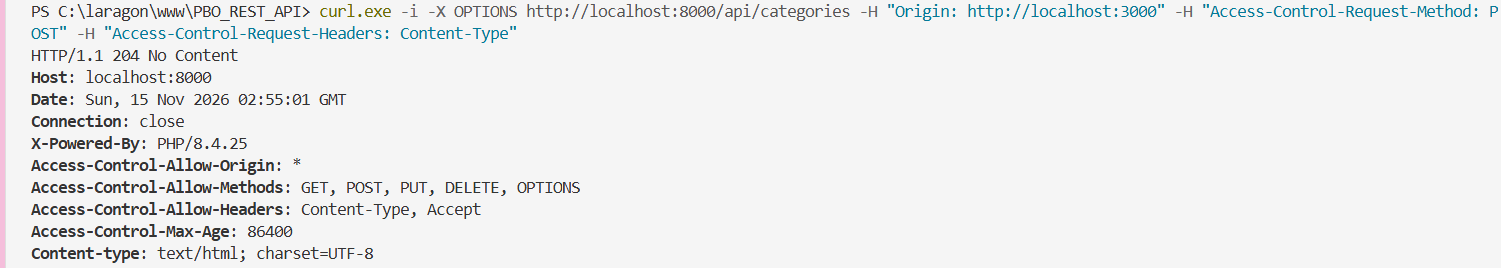 PS C:\laragon\www\PBO_REST_API> curl.exe -i -X OPTIONS http://localhost:8000/api/categories -H "Origin: http://localhost:3000" -H "Access-Control-Request-Method: P
OST" -H "Access-Control-Request-Headers: Content-Type"
HTTP/1.1 204 No Content
Host: localhost:8000
Date: Sun, 15 Nov 2026 02:55:01 GMT
Connection: close
X-Powered-By: PHP/8.4.25
Access-Control-Allow-Origin: *
Access-Control-Allow-Methods: GET, POST, PUT, DELETE, OPTIONS
Access-Control-Allow-Headers: Content-Type, Accept
Access-Control-Max-Age: 86400
Content-type: text/html; charset=UTF-8